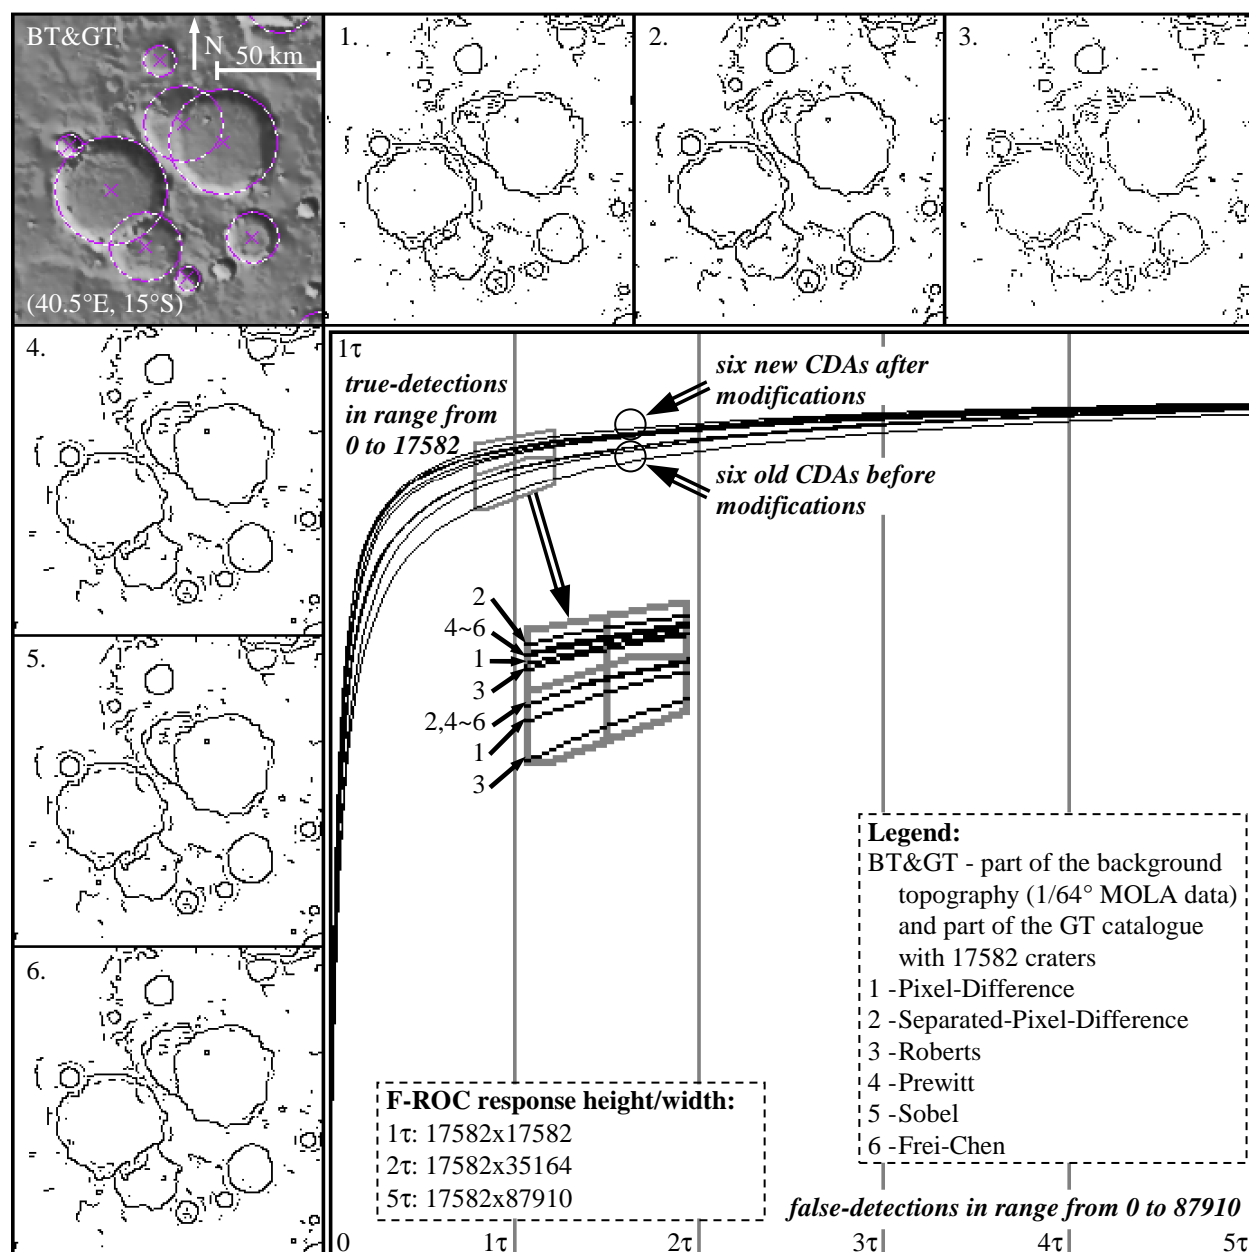 BT&GT
N
50 km
(40.5°E, 15°S)
1.
2.
3.
4.
5.
6.
1τ
true-detections
in range from
0 to 17582
six new CDAs after
modifications
six old CDAs before
modifications
2
4~6
1
3
2,4~6
1
3
Legend:
BT&GT - part of the background
topography (1/64° MOLA data)
and part of the GT catalogue
with 17582 craters
1 -Pixel-Difference
2 -Separated-Pixel-Difference
3 -Roberts
4 -Prewitt
5 -Sobel
6 -Frei-Chen
F-ROC response height/width:
1τ: 17582x17582
2τ: 17582x35164
5τ: 17582x87910
false-detections in range from 0 to 87910
0 1τ 2τ 3τ 4τ 5τ